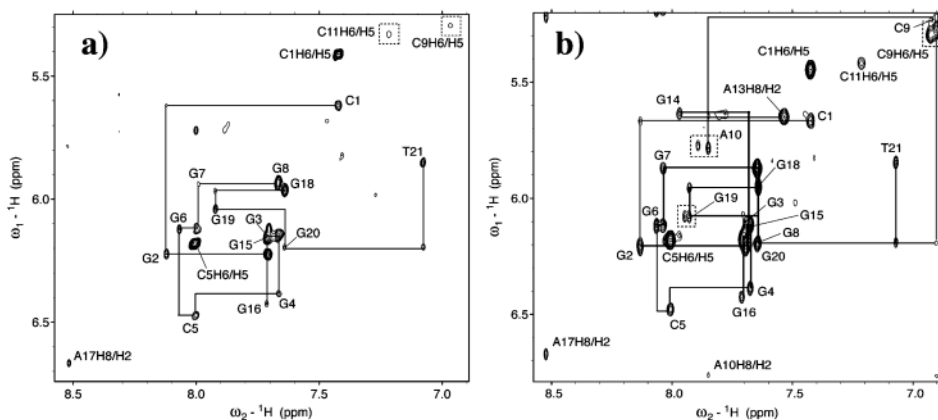 a)
C11H6/H5
C9H6/H5
C1H6/H5
5.5
C1
T21
G7
G8
G18
6.0
G6
G19
G3
G15
G20
G2
C5H6/H5
G4
G16
C5
6.5
A17H8/H2
8.5
8.0
7.5
7.0
ω2 - 1H (ppm)
ω1 - 1H (ppm)
b)
C9
C1H6/H5
C9H6/H5
C11H6/H5
5.5
A13H8/H2
G14
C1
A10
T21
G7
G18
6.0
G19
G3
G6
G15
G8
G2
C5H6/H5
G20
G4
G16
C5
6.5
A17H8/H2
A10H8/H2
8.5
8.0
7.5
7.0
ω2 - 1H (ppm)
ω1 - 1H (ppm)